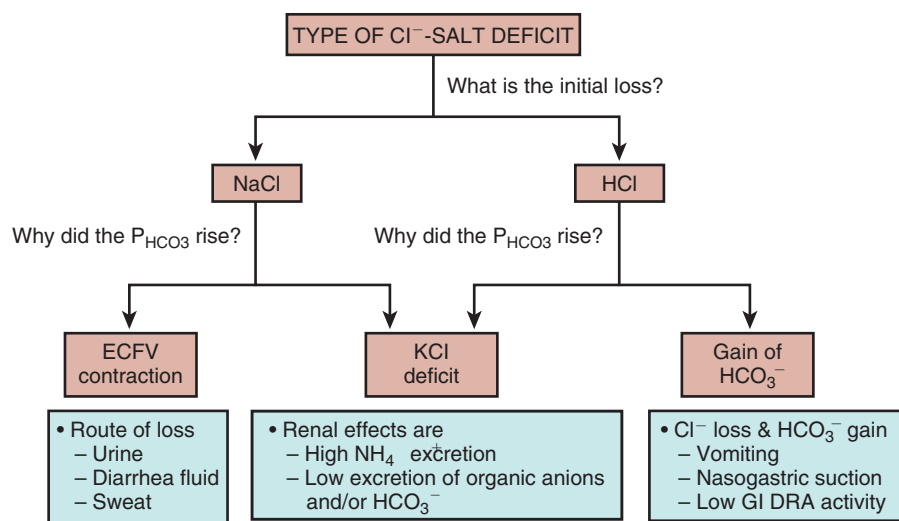 TYPE OF Cl⁻-SALT DEFICIT
What is the initial loss?
NaCl
HCl
Why did the P_HCO3 rise?
Why did the P_HCO3 rise?
ECFV
contraction
KCl
deficit
Gain of
HCO₃⁻
• Route of loss
– Urine
– Diarrhea fluid
– Sweat
• Renal effects are
– High NH₄⁺ excretion
– Low excretion of organic anions
and/or HCO₃⁻
• Cl⁻ loss & HCO₃⁻ gain
– Vomiting
– Nasogastric suction
– Low GI DRA activity